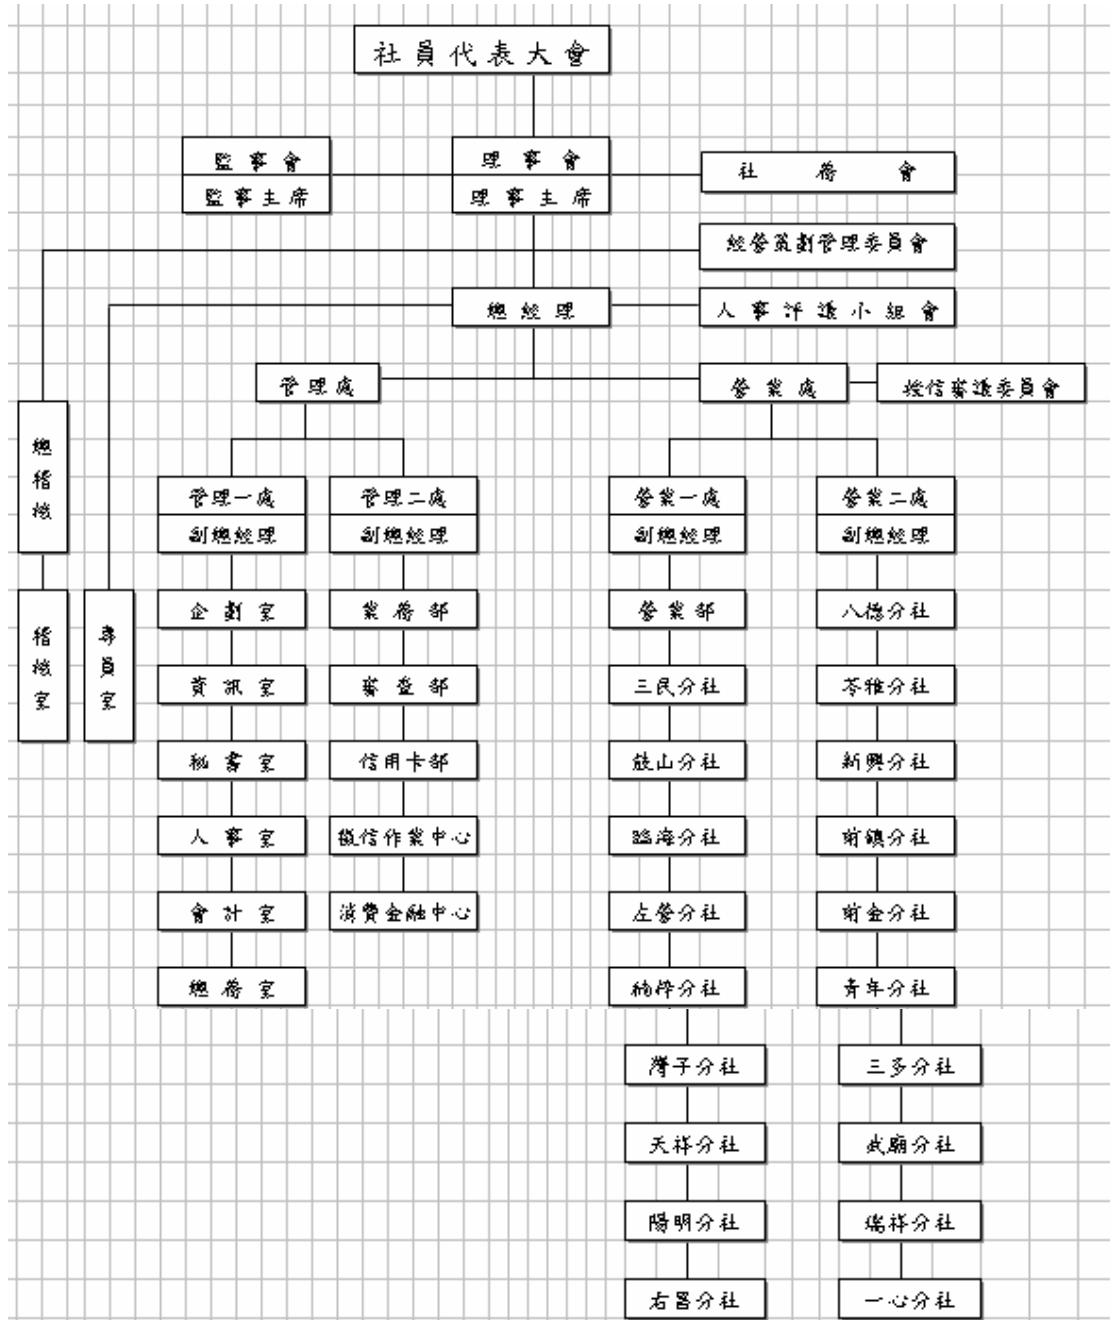 社員代表大會
監事會
監事主席
理事會
理事主席
社務會
經營策劃管理委員會
總經理
人事評議小組會
管理處
營業處
授信審議委員會
總稽核
稽核室
專員室
管理一處
副總經理
管理二處
副總經理
營業一處
副總經理
營業二處
副總經理
企劃室
業務部
營業部
八德分社
資訊室
審查部
三民分社
苓雅分社
秘書室
信用卡部
鼓山分社
新興分社
人事室
徵信作業中心
臨海分社
前鎮分社
會計室
消費金融中心
左營分社
前金分社
總務室
楠梓分社
青年分社
灣子分社
三多分社
天祥分社
武廟分社
陽明分社
瑞祥分社
右昌分社
一心分社